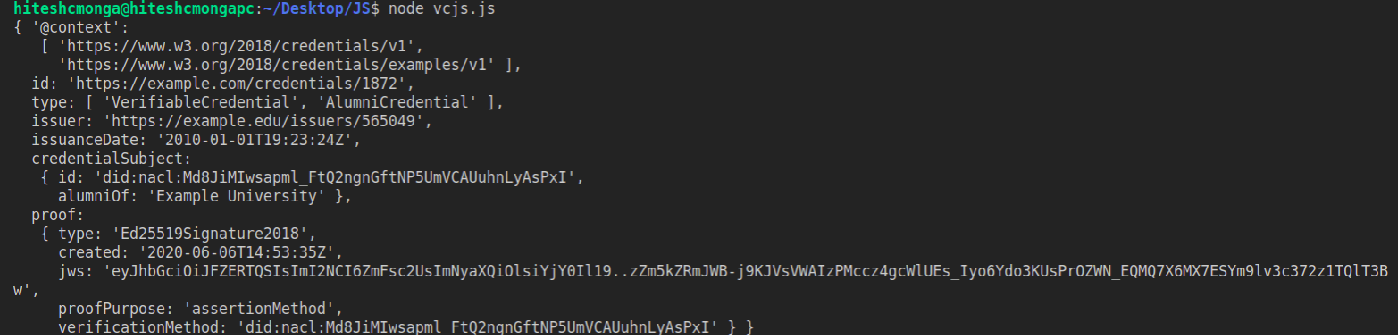 hiteshcmonga@hiteshcmongapc:~/Desktop/JS$ node vcjs.js
{ '@context':
[ 'https://www.w3.org/2018/credentials/v1',
'https://www.w3.org/2018/credentials/examples/v1' ],
id: 'https://example.com/credentials/1872',
type: [ 'VerifiableCredential', 'AlumniCredential' ],
issuer: 'https://example.edu/issuers/565049',
issuanceDate: '2010-01-01T19:23:24Z',
credentialSubject:
{ id: 'did:nacl:Md8JiMIwsapml_FtQ2ngnGftNP5UmVCAUuhnLyAsPxI',
alumniOf: 'Example University' },
proof:
{ type: 'Ed25519Signature2018',
created: '2020-06-06T14:53:35Z',
jws: 'eyJhbGciOiJFZERTQSIsImI2NCI6ZmFsc2UsImNyaXQiOlsiYjY0Il19..zZm5kZRmJWB-j9KJVsVWAIzPMccz4gcWlUEs_Iyo6Ydo3KUsPrOZWN_EQMQ7X6MX7ESYm9lv3c372z1TQlT3B
w',
proofPurpose: 'assertionMethod',
verificationMethod: 'did:nacl:Md8JiMIwsapml_FtQ2ngnGftNP5UmVCAUuhnLyAsPxI' } }